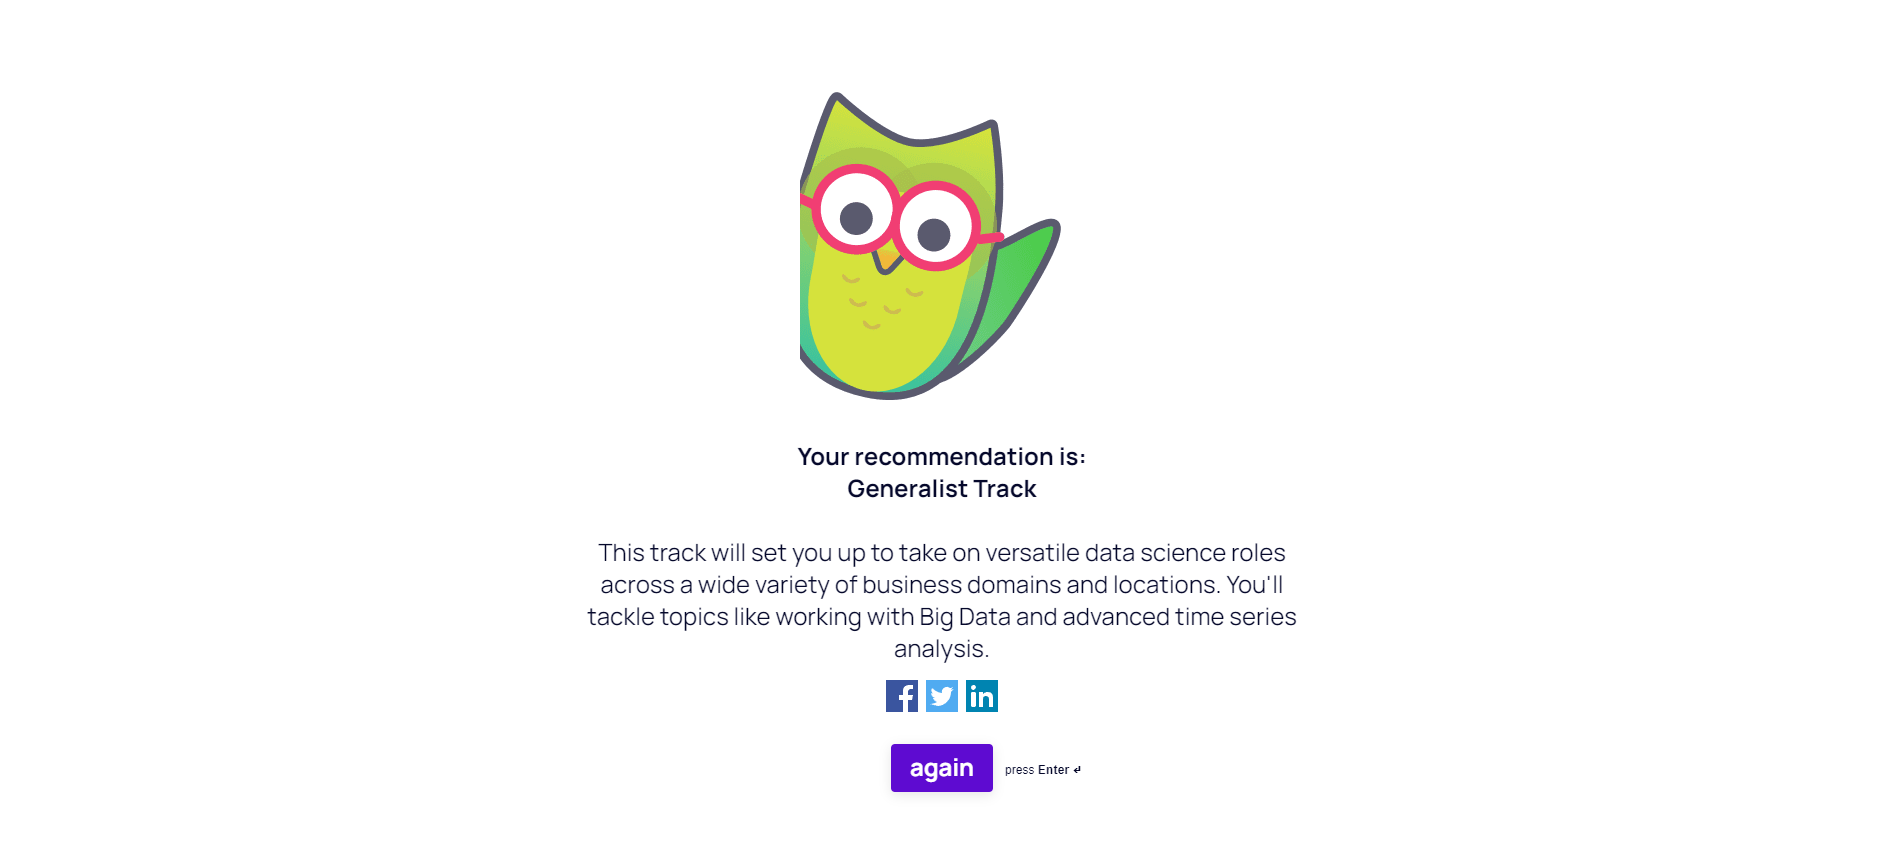 Your recommendation is:
Generalist Track
This track will set you up to take on versatile data science roles
across a wide variety of business domains and locations. You'll
tackle topics like working with Big Data and advanced time series
analysis.
f in
again press Enter ↵